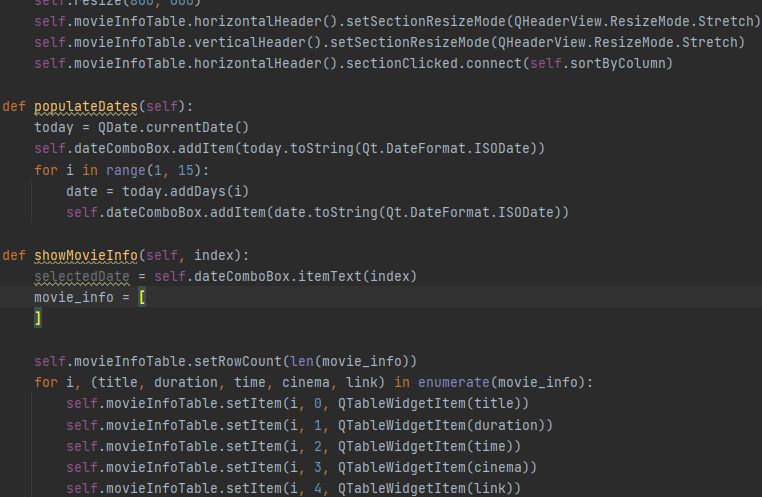 self.resize(800, 600)
self.movieInfoTable.horizontalHeader().setSectionResizeMode(QHeaderView.ResizeMode.Stretch)
self.movieInfoTable.verticalHeader().setSectionResizeMode(QHeaderView.ResizeMode.Stretch)
self.movieInfoTable.horizontalHeader().sectionClicked.connect(self.sortByColumn)
def populateDates(self):
today = QDate.currentDate()
self.dateComboBox.addItem(today.toString(Qt.DateFormat.ISODate))
for i in range(1, 15):
date = today.addDays(i)
self.dateComboBox.addItem(date.toString(Qt.DateFormat.ISODate))
def showMovieInfo(self, index):
selectedDate = self.dateComboBox.itemText(index)
movie_info = [
]
self.movieInfoTable.setRowCount(len(movie_info))
for i, (title, duration, time, cinema, link) in enumerate(movie_info):
self.movieInfoTable.setItem(i, 0, QTableWidgetItem(title))
self.movieInfoTable.setItem(i, 1, QTableWidgetItem(duration))
self.movieInfoTable.setItem(i, 2, QTableWidgetItem(time))
self.movieInfoTable.setItem(i, 3, QTableWidgetItem(cinema))
self.movieInfoTable.setItem(i, 4, QTableWidgetItem(link))